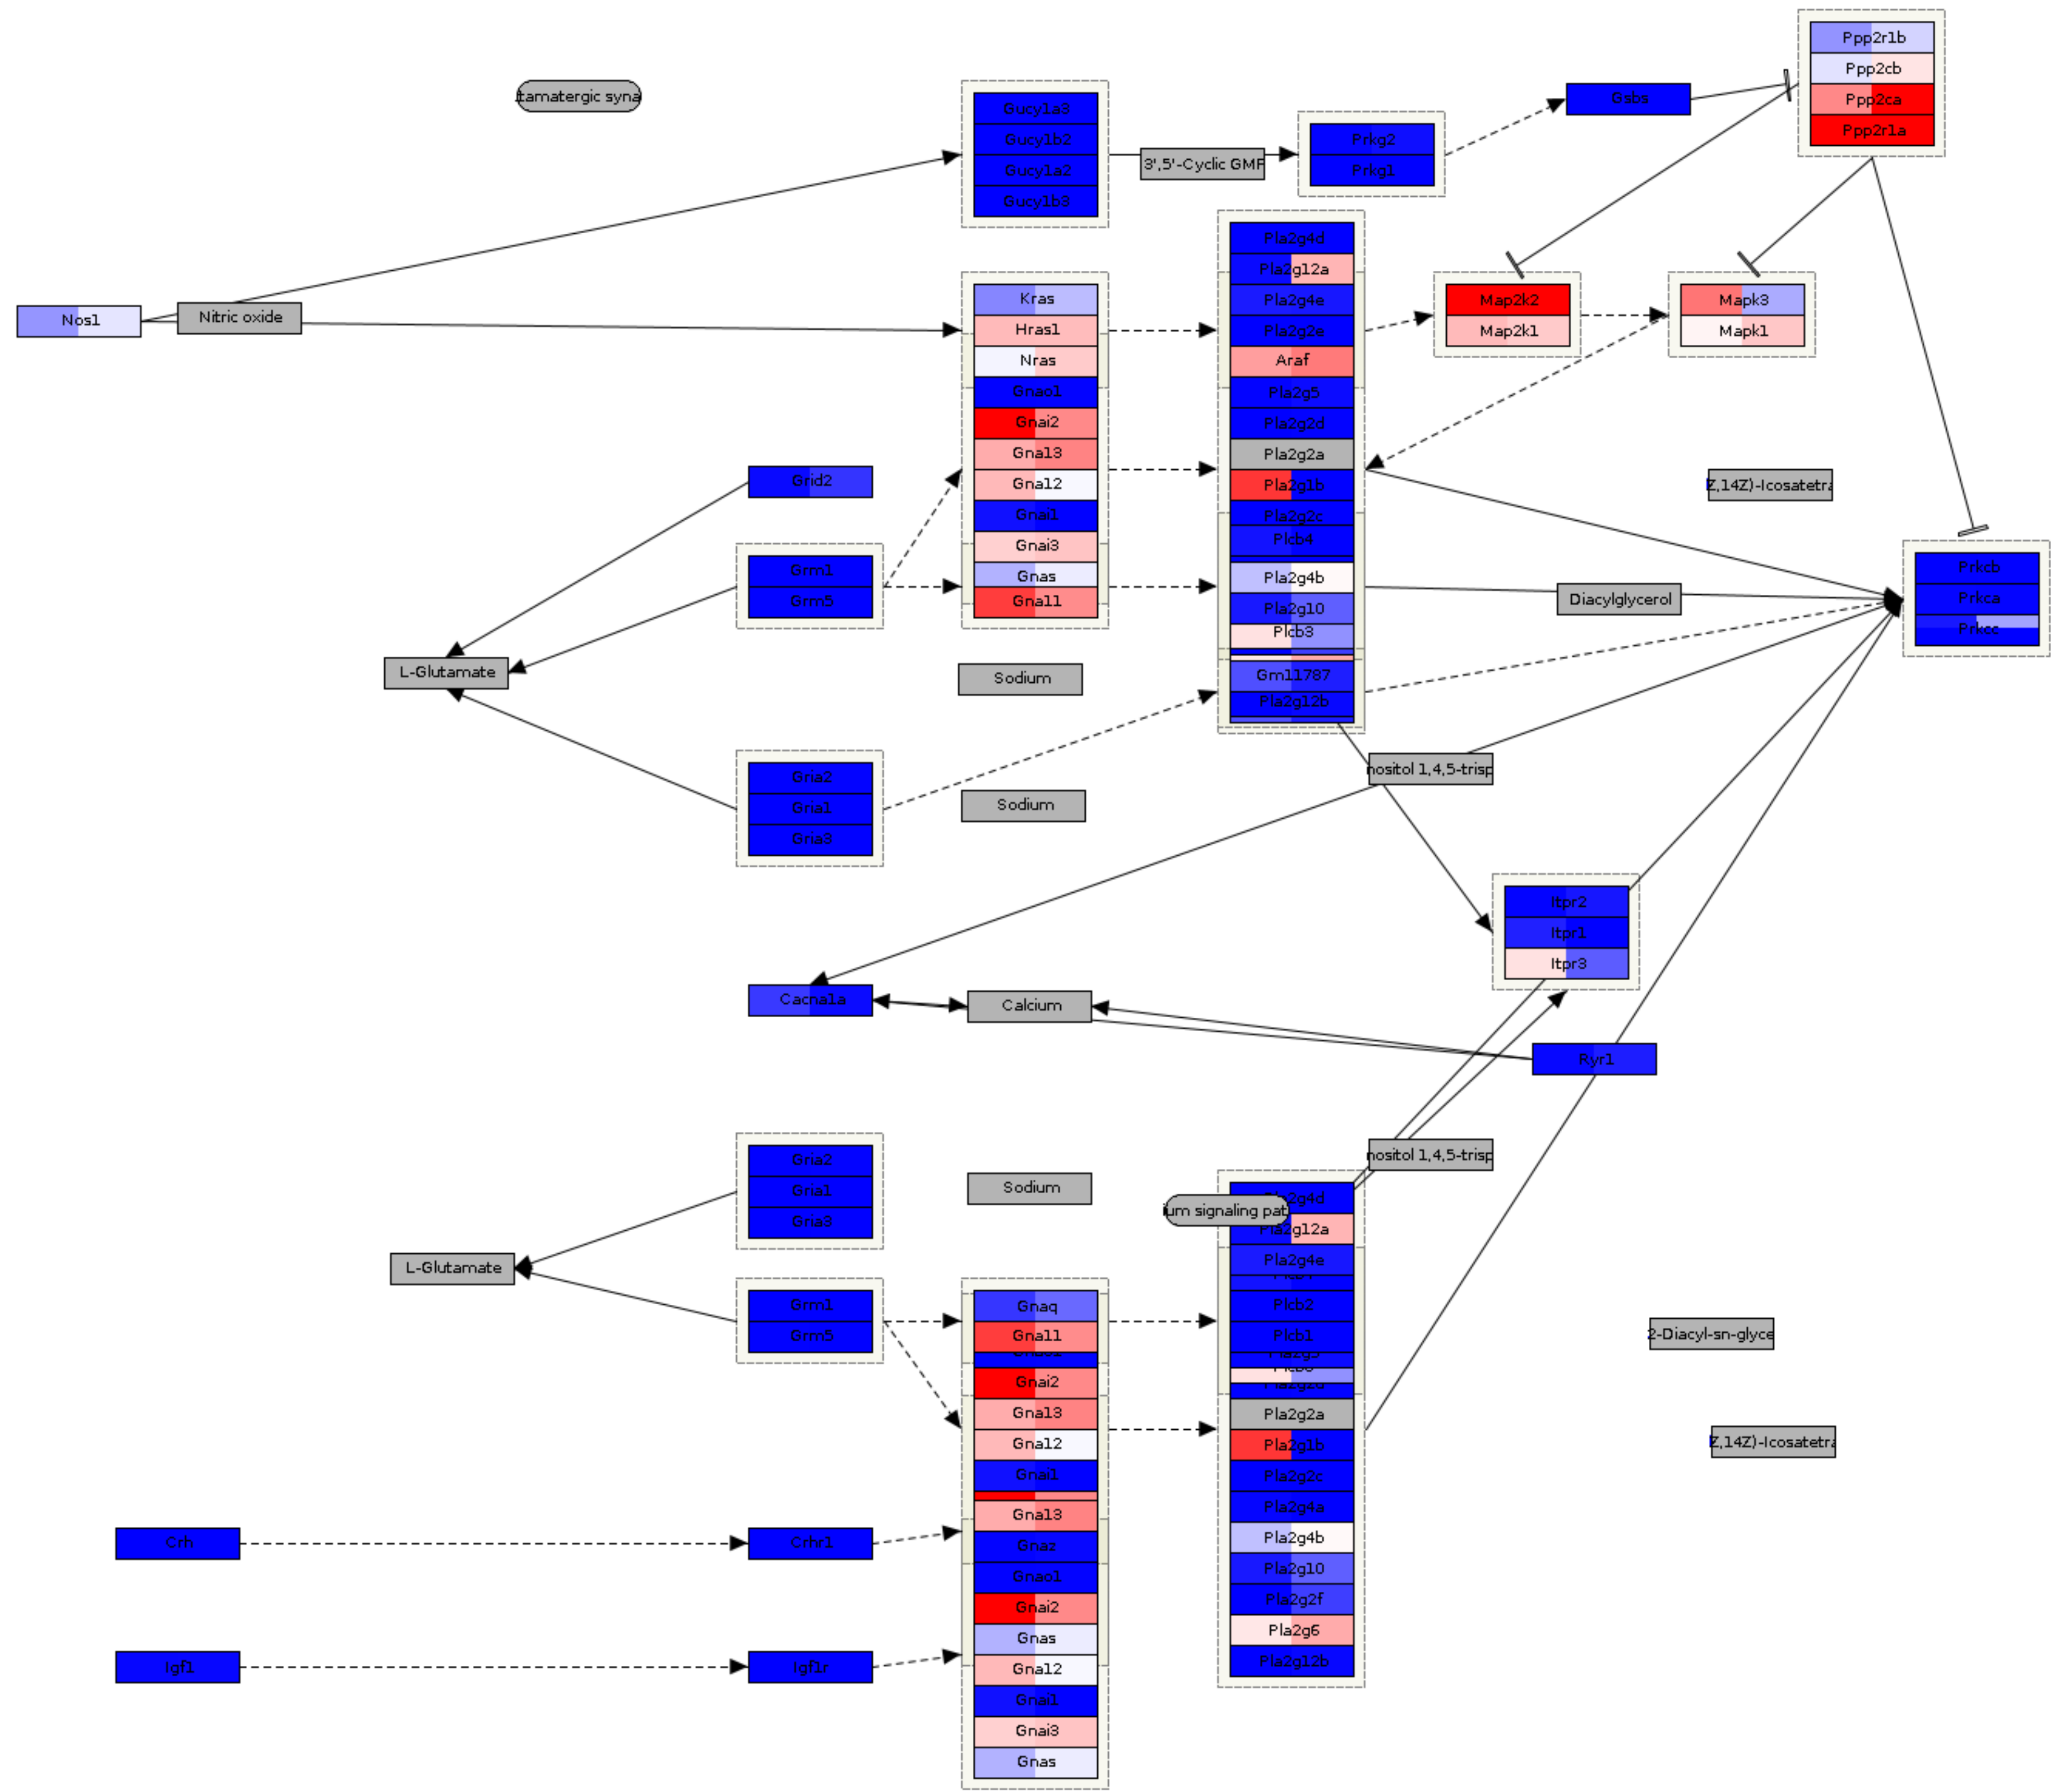 Ppp2r1b
Ppp2cb
Ppp2ca
Ppp2r1a
tamatergic syna
Gucy1a3
Gucy1b2
Gucy1a2
Gucy1b3
3',5'-Cyclic GMP
Prkg2
Prkg1
Gsbs
Nos1
Nitric oxide
Kras
Hras1
Nras
Gnao1
Gnai2
Gna13
Gna12
Gnai1
Gnai3
Gnas
Gna11
Pla2g4d
Pla2g12a
Pla2g4e
Pla2g2e
Araf
Pla2g5
Pla2g2d
Pla2g2a
Pla2g1b
Pla2g2c
Plcb4
Pla2g4b
Pla2g10
Plcb3
Gm11787
Pla2g12b
Map2k2
Map2k1
Mapk3
Mapk1
Z,14Z)-Icosatetra
Grid2
Grm1
Grm5
L-Glutamate
Sodium
Diacylglycerol
Prkcb
Prkca
Prkcc
Gria2
Gria1
Gria3
Sodium
nositol 1,4,5-trisp
Itpr2
Itpr1
Itpr3
Cacna1a
Calcium
Ryr1
Gria2
Gria1
Gria3
Sodium
nositol 1,4,5-trisp
L-Glutamate
Grm1
Grm5
ium signaling pat
Pla2g4d
Pla2g12a
Pla2g4e
Plcb2
Plcb1
Pla2g2a
Pla2g1b
Pla2g2c
Pla2g4a
Pla2g4b
Pla2g10
Pla2g2f
Pla2g6
Pla2g12b
2-Diacyl-sn-glyce
Z,14Z)-Icosatetra
Gnaq
Gna11
Gnai2
Gna13
Gna12
Gnai1
Gna13
Gnaz
Gnao1
Gnai2
Gnas
Gna12
Gnai1
Gnai3
Gnas
Crh
Crhr1
Igf1
Igf1r